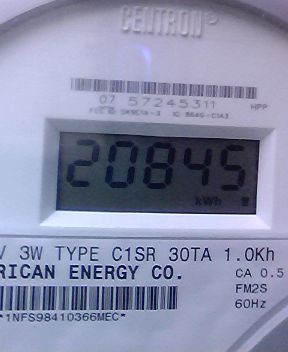 CENTRON®
07 57245311 HPP
20845
kWh
V 3W TYPE C1SR 30TA 1.0Kh
RICAN ENERGY CO. CA 0.5
FM2S
60Hz
*1NFS98410366MEC*